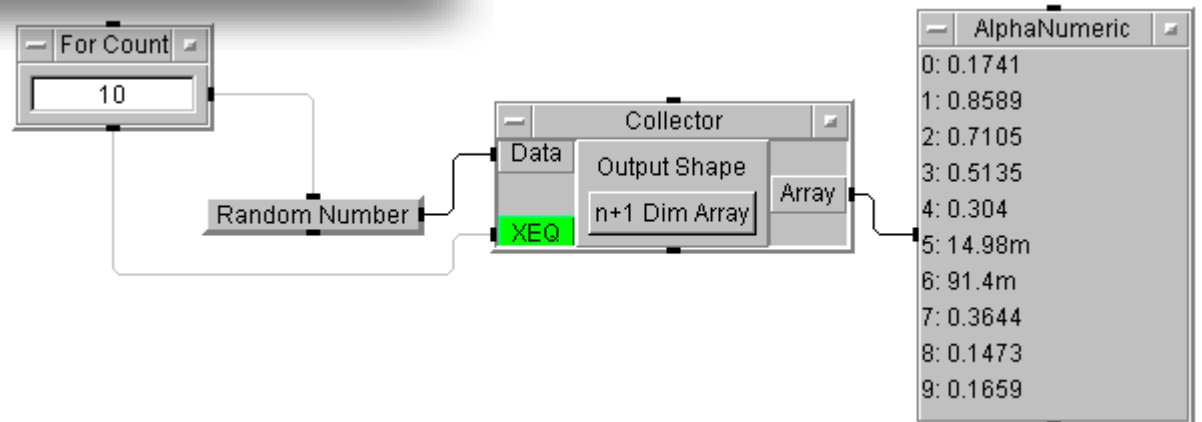 For Count
10
Random Number
Collector
Data
Output Shape
n+1 Dim Array
Array
XEQ
AlphaNumeric
0: 0.1741
1: 0.8589
2: 0.7105
3: 0.5135
4: 0.304
5: 14.98m
6: 91.4m
7: 0.3644
8: 0.1473
9: 0.1659